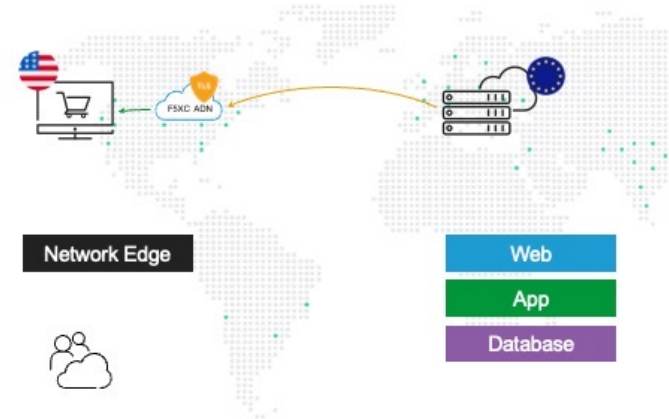 TLS
F5XC ADN
Network Edge
Web
App
Database